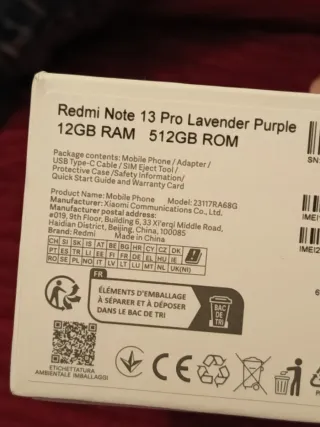 Redmi Note 13 Pro Lavender Purple
12GB RAM 512GB ROM
Package contents: Mobile Phone / Adapter /
USB Type-C Cable / SIM Eject Tool /
Protective Case /Safety Information/
Quick Start Guide and Warranty Card
Product Name: Mobile Phone Model: 23117RA68G
Manufacturer: Xiaomi Communications Co., Ltd.
Manufacturer postal address:
#019, 9th Floor, Building 6, 33 Xi'erqi Middle Road,
Haidian District, Beijing, China, 100085
Brand: Redmi Made in China
CH SI SK IS AT BE BG HR CY CZ DK
PT ES TR LI EE FI FR DE EL HU IE
RO SE PL NO IT LV LT LU MT NL UK(NI)
SN:
IMEI1
IMEI2
6
FR
ÉLÉMENTS D'EMBALLAGE
À SÉPARER ET À DÉPOSER
DANS LE BAC DE TRI
BAC
DE
TRI
ETICHETTATURA
AMBIENTALE IMBALLAGGI
CE